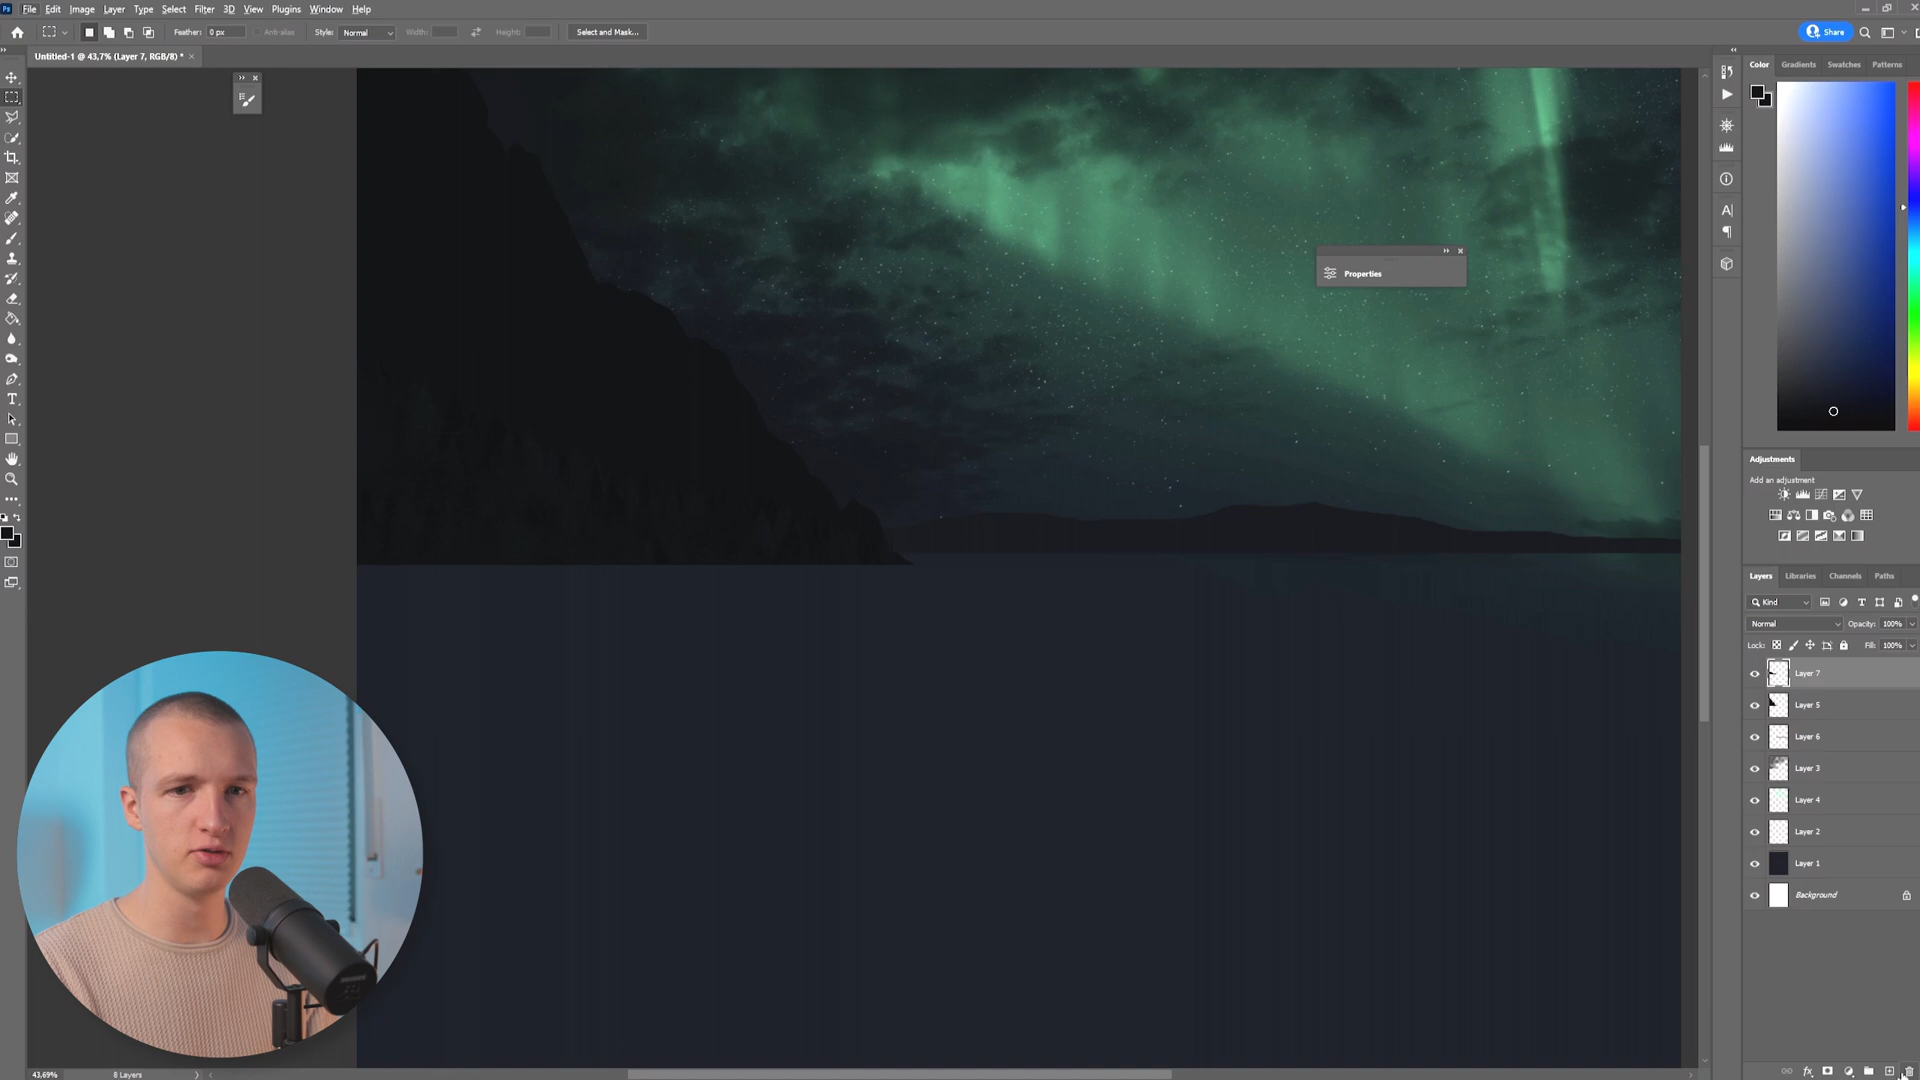 Ps File Edit Image Layer Type Select Filter 3D View Plugins Window Help
Feather: 0 px Anti-alias Style: Normal Width: Height: Select and Mask... Share
Untitled-1 @ 43,7% (Layer 7, RGB/8) *
Color Gradients Swatches Patterns
Properties
Adjustments
Add an adjustment
Layers Libraries Channels Paths
Kind
Normal Opacity: 100%
Lock: Fill: 100%
Layer 7
Layer 5
Layer 6
Layer 3
Layer 4
Layer 2
Layer 1
Background
43,69% 8 Layers